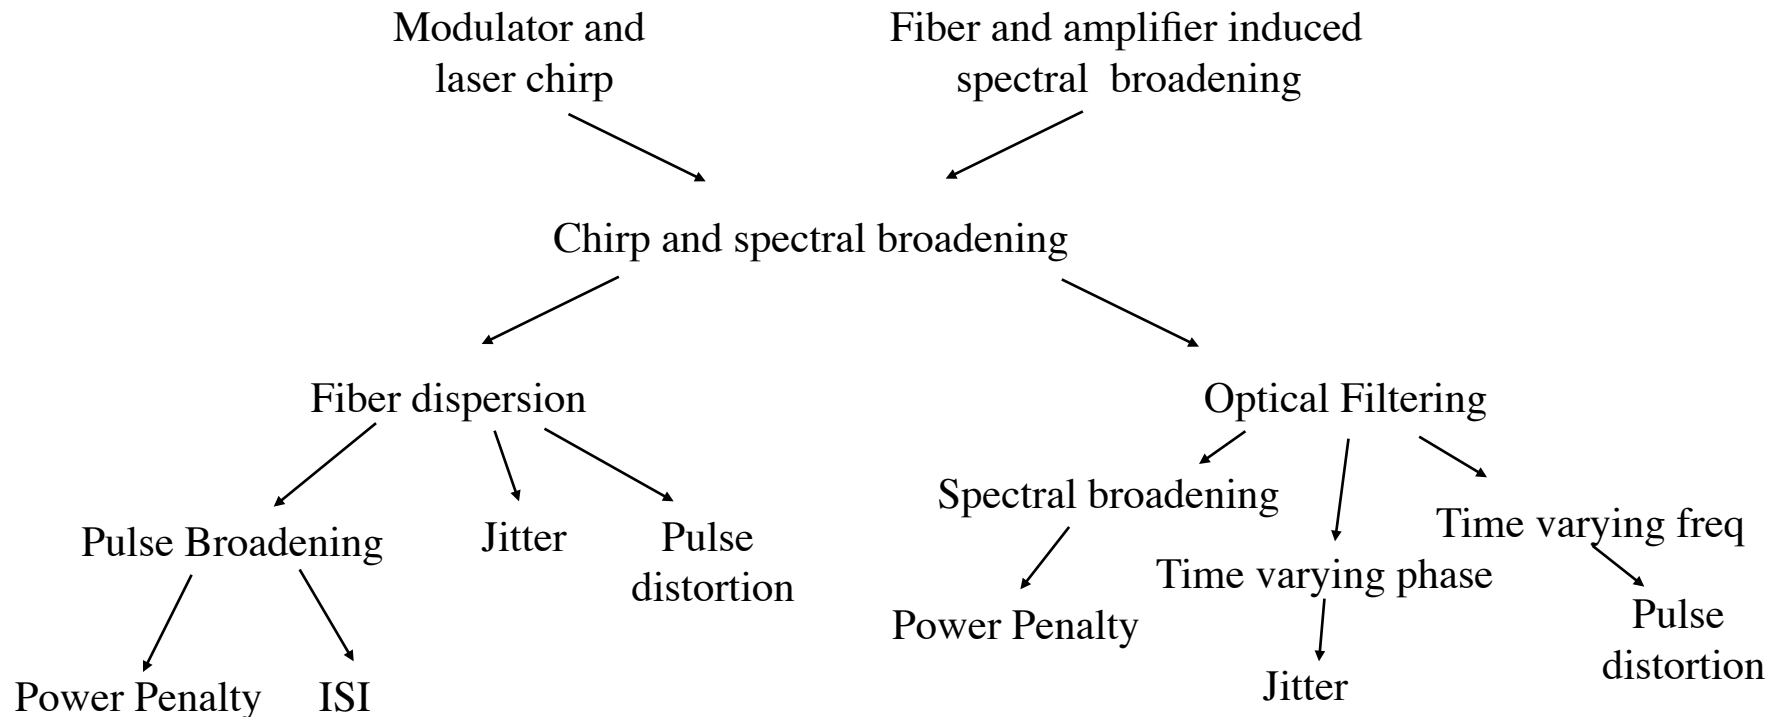 Modulator and
laser chirp
Fiber and amplifier induced
spectral broadening
Chirp and spectral broadening
Fiber dispersion
Optical Filtering
Pulse Broadening
Jitter
Pulse
distortion
Spectral broadening
Time varying phase
Time varying freq
Power Penalty
ISI
Power Penalty
Jitter
Pulse
distortion